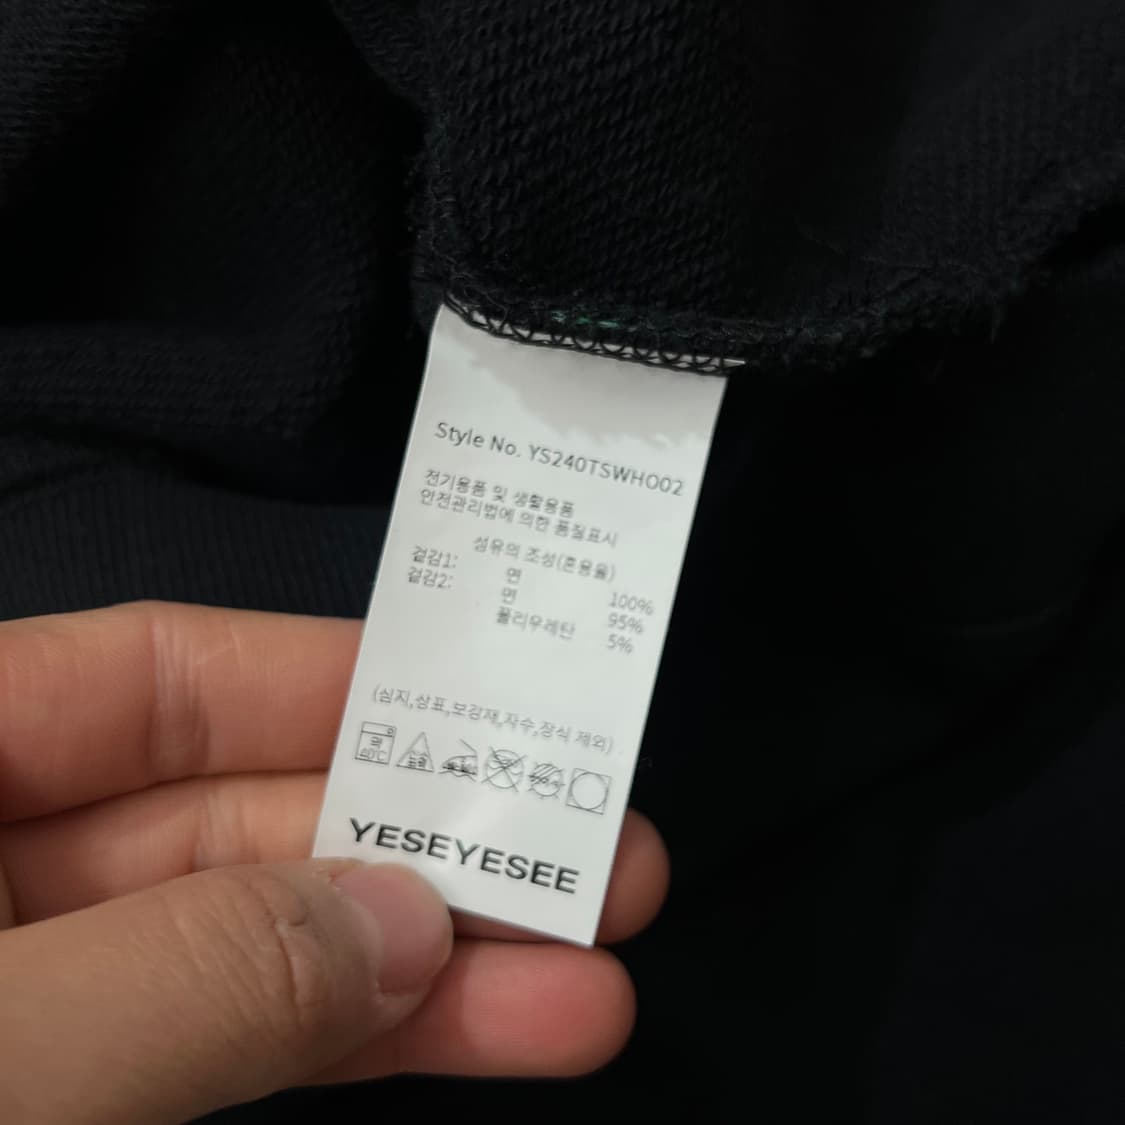 Style No. YS240TSWHO02
전기용품 및 생활용품
안전관리법에 의한 품질표시
섬유의 조성(혼용율)
겉감1: 면 100%
겉감2: 면 95%
폴리우레탄 5%
(심지,상표,보강재,자수,장식 제외)
약 40℃
YESEYESEE